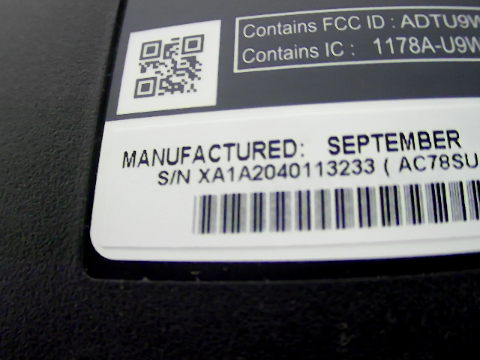 Contains FCC ID : ADTU9W
Contains IC : 1178A-U9W
MANUFACTURED: SEPTEMBER
S/N XA1A2040113233 ( AC78SU